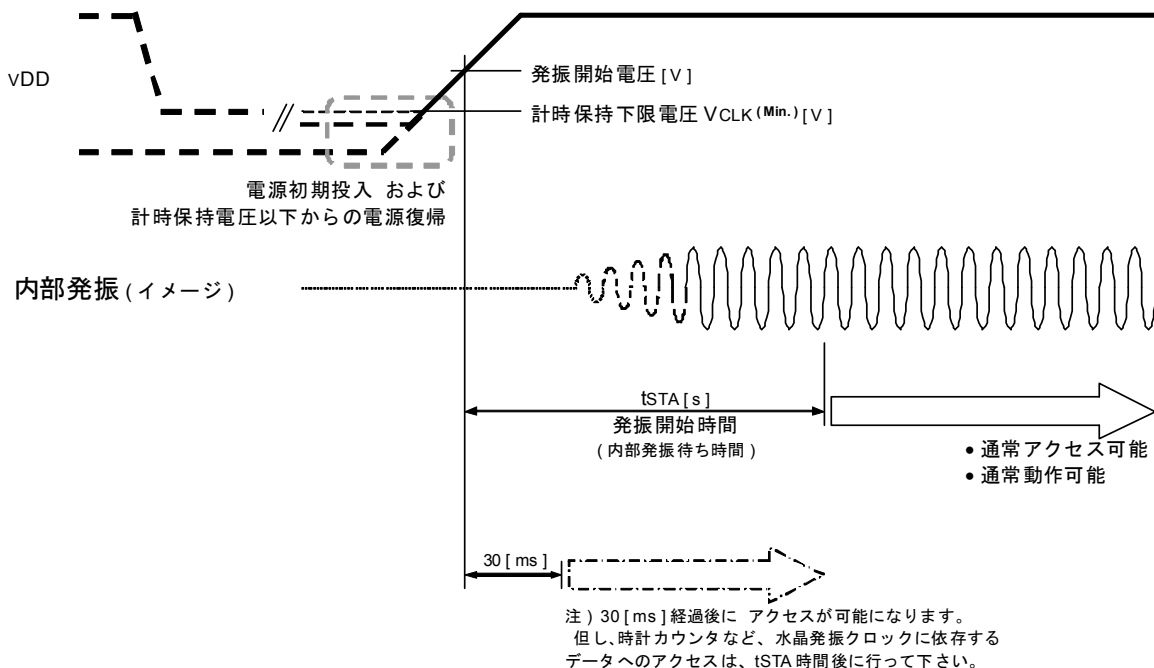 VDD
発振開始電圧 [V]
計時保持下限電圧 VCLK (Min.) [V]
電源初期投入 および
計時保持電圧以下からの電源復帰
内部発振 ( イメージ )
tSTA [ s ]
発振開始時間
( 内部発振待ち時間 )
• 通常アクセス可能
• 通常動作可能
30 [ ms ]
注 ) 30 [ ms ] 経過後に アクセスが可能になります。
但し、時計カウンタなど、水晶発振クロックに依存する
データへのアクセスは、tSTA 時間後に行って下さい。